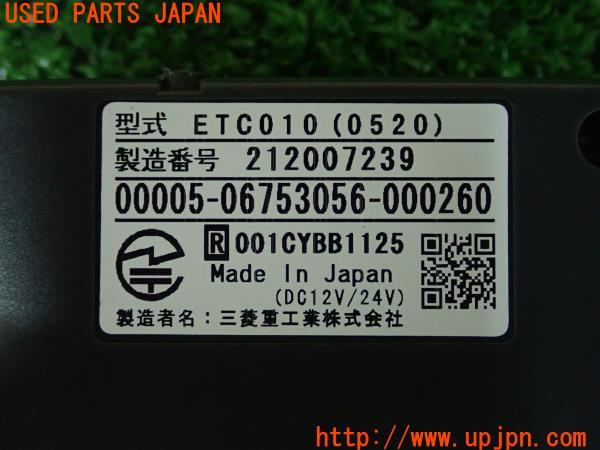 USED PARTS JAPAN
型式 ETC010(0520)
製造番号 212007239
00005-06753056-000260
R 001CYBB1125
Made In Japan
(DC12V/24V)
製造者名:三菱重工業株式会社
Presented by
http://www.upjpn.com/